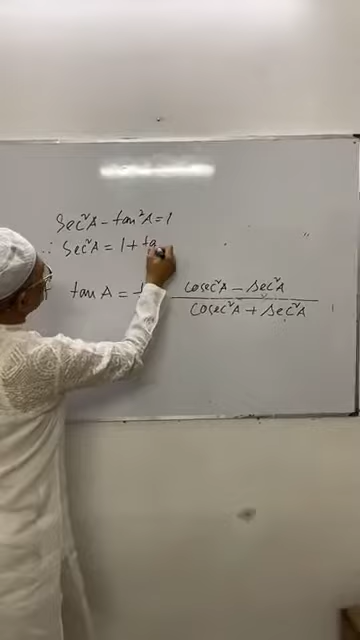 Sec²A - tan²A = 1
∴ Sec²A = 1 + ta
tan A = cosec²A - sec²A / cosec²A + sec²A